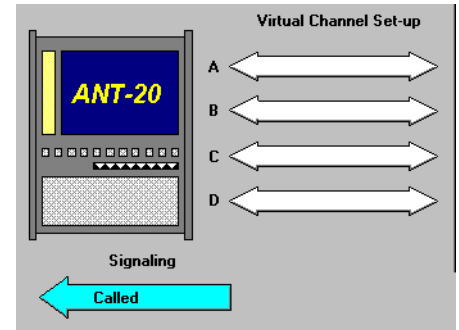 Virtual Channel Set-up
A
ANT-20
B
C
D
Signaling
Called